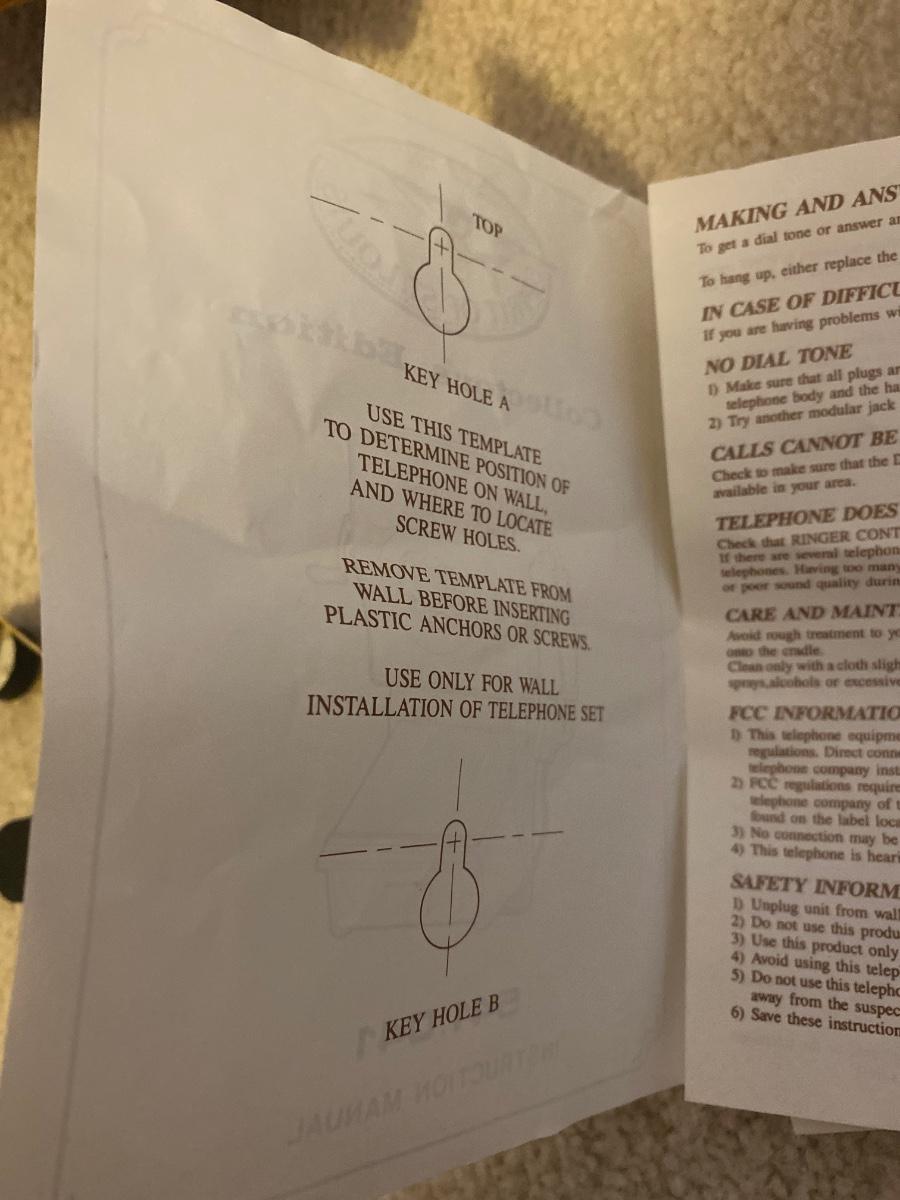 TOP
KEY HOLE A
USE THIS TEMPLATE
TO DETERMINE POSITION OF
TELEPHONE ON WALL,
AND WHERE TO LOCATE
SCREW HOLES.
REMOVE TEMPLATE FROM
WALL BEFORE INSERTING
PLASTIC ANCHORS OR SCREWS.
USE ONLY FOR WALL
INSTALLATION OF TELEPHONE SET
KEY HOLE B
Edition
INSTRUCTION MANUAL
MAKING AND ANS
To get a dial tone or answer
To hang up, either replace the
IN CASE OF DIFFICU
If you are having problems
NO DIAL TONE
1) Make sure that all plugs
telephone body and the
2) Try another modular jack
CALLS CANNOT BE
Check to make sure that the
available in your area.
TELEPHONE DOES
Check that RINGER CONT
If there are several telephon
telephones. Having too many
or poor sound quality durin
CARE AND MAINT
Avoid rough treatment to
onto the cradle.
Clean only with a cloth sligh
sprays,alcohols or excessive
FCC INFORMATIO
1) This telephone equipme
regulations. Direct conn
telephone company inst
2) FCC regulations require
telephone company of
found on the label loca
3) No connection may be
4) This telephone is heari
SAFETY INFORM
1) Unplug unit from wall
2) Do not use this produ
3) Use this product only
4) Avoid using this telep
5) Do not use this telepho
away from the suspec
6) Save these instruction